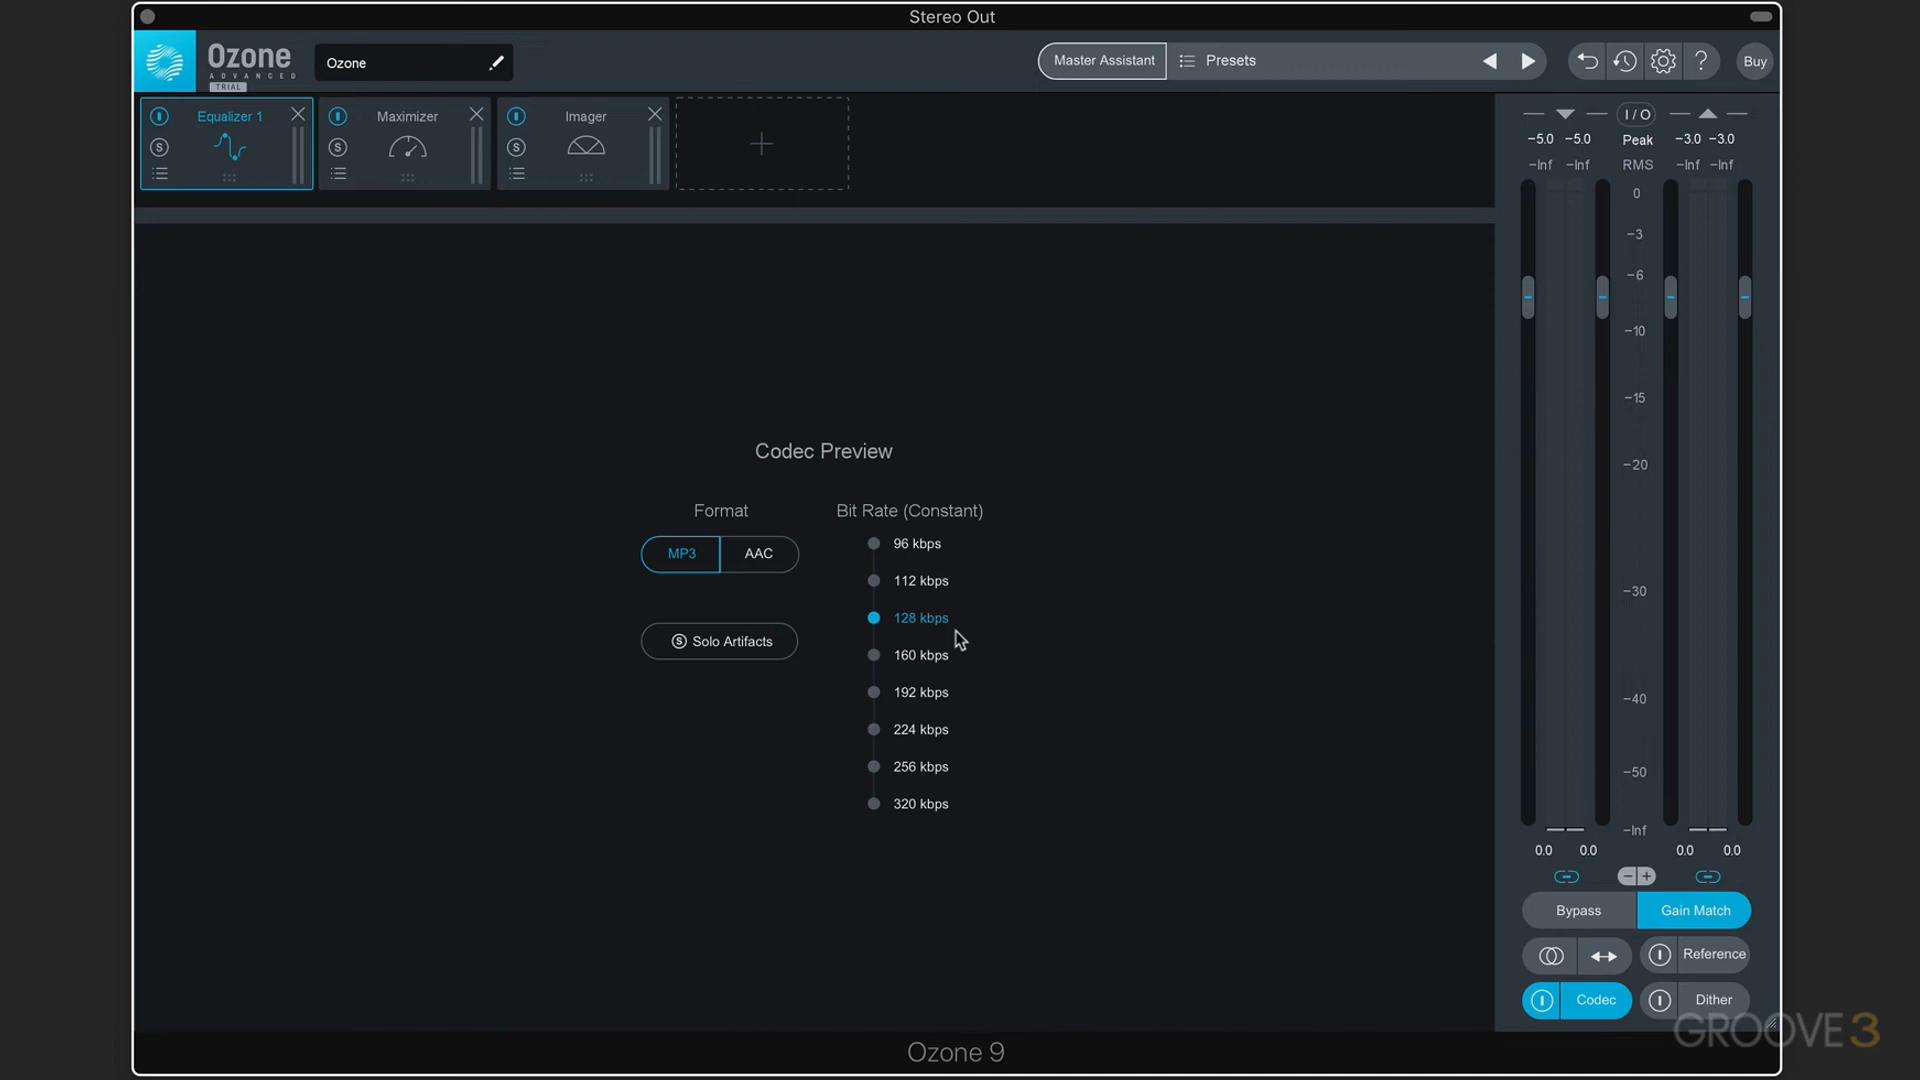 Stereo Out
Ozone
ADVANCED
TRIAL
Ozone
Master Assistant
Presets
?
Buy
Equalizer 1
Maximizer
Imager
S
S
S
I / O
-5.0 -5.0
Peak
-3.0 -3.0
-Inf -Inf
RMS
-Inf -Inf
0
-3
-6
-10
-15
-20
-30
-40
-50
-Inf
Codec Preview
Format
Bit Rate (Constant)
MP3
AAC
S Solo Artifacts
96 kbps
112 kbps
128 kbps
160 kbps
192 kbps
224 kbps
256 kbps
320 kbps
0.0 0.0
0.0 0.0
Bypass
Gain Match
Reference
Codec
Dither
GROOVE 3
Ozone 9